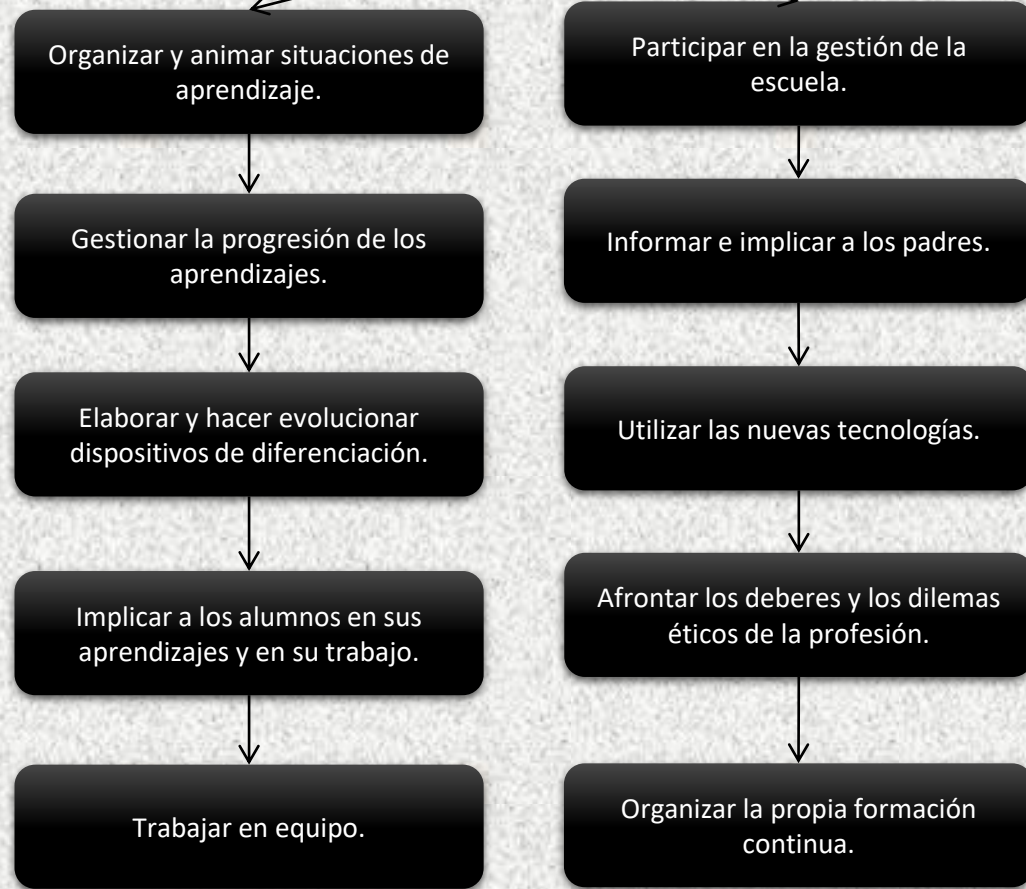 Organizar y animar situaciones de
aprendizaje.
Gestionar la progresión de los
aprendizajes.
Elaborar y hacer evolucionar
dispositivos de diferenciación.
Implicar a los alumnos en sus
aprendizajes y en su trabajo.
Trabajar en equipo.
Participar en la gestión de la
escuela.
Informar e implicar a los padres.
Utilizar las nuevas tecnologías.
Afrontar los deberes y los dilemas
éticos de la profesión.
Organizar la propia formación
continua.